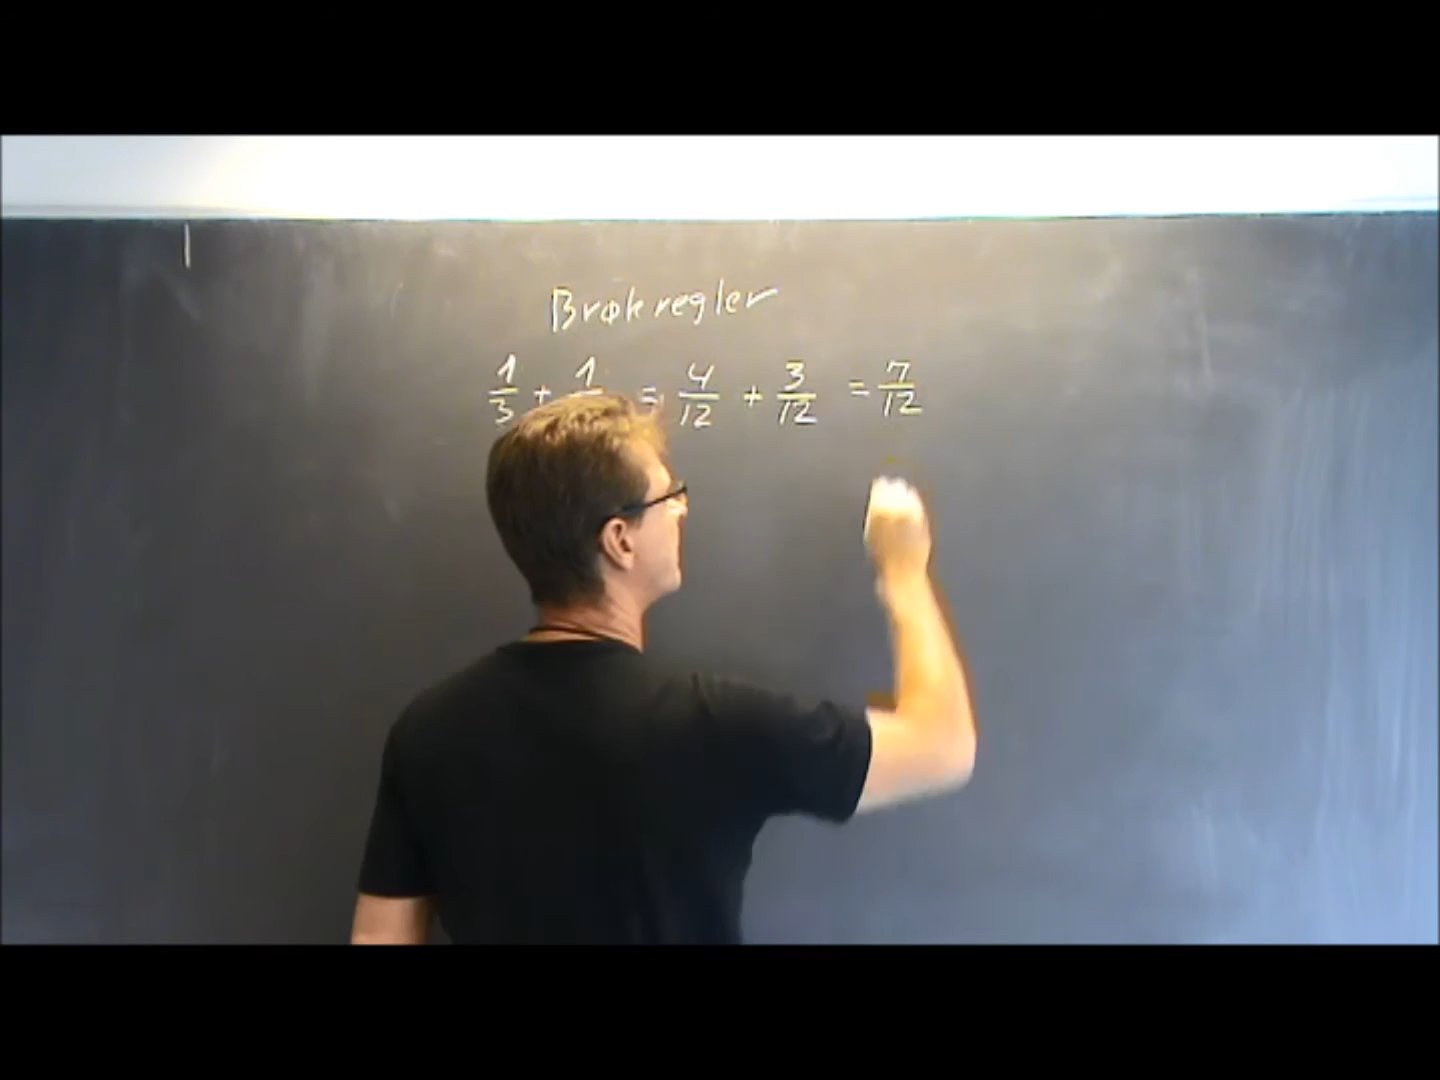 Brøkregler
1/3 + 1 = 4/12 + 3/12 = 7/12